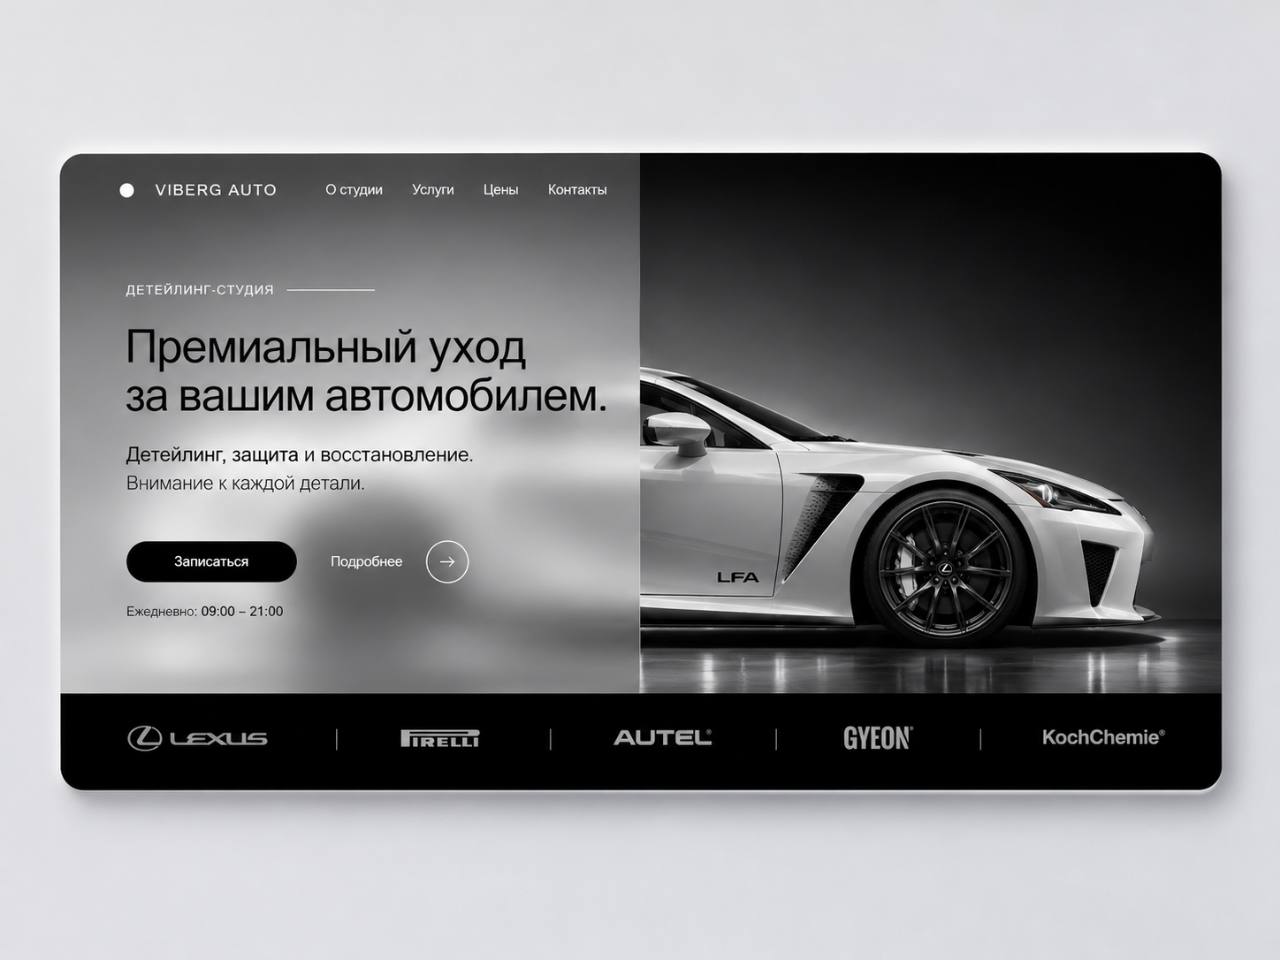 VIBERG AUTO
О студии Услуги Цены Контакты
ДЕТЕЙЛИНГ-СТУДИЯ
Премиальный уход
за вашим автомобилем.
Детейлинг, защита и восстановление.
Внимание к каждой детали.
Записаться Подробнее
Ежедневно: 09:00 – 21:00
LFA
LEXUS PIRELLI AUTEL® GYEON® KochChemie®